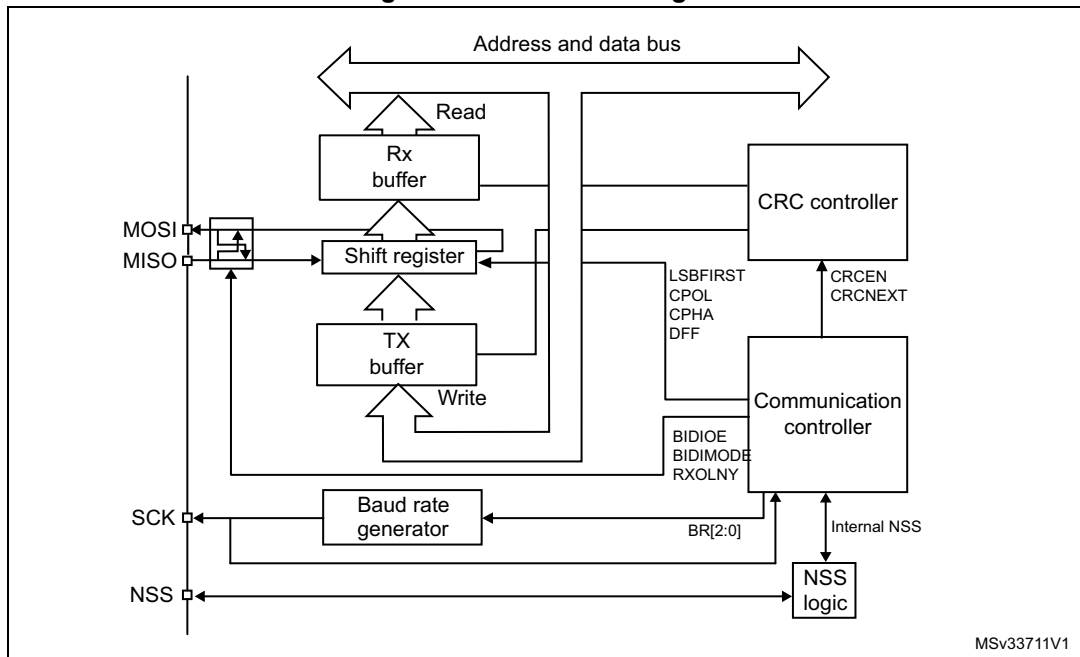 Address and data bus
Read
Rx
buffer
CRC controller
MOSI
MISO
Shift register
LSBFIRST
CPOL
CPHA
DFF
CRCEN
CRCNEXT
TX
buffer
Write
Communication
controller
BIDIOE
BIDIMODE
RXOLNY
SCK
Baud rate
generator
BR[2:0]
Internal NSS
NSS
NSS
logic
MSv33711V1